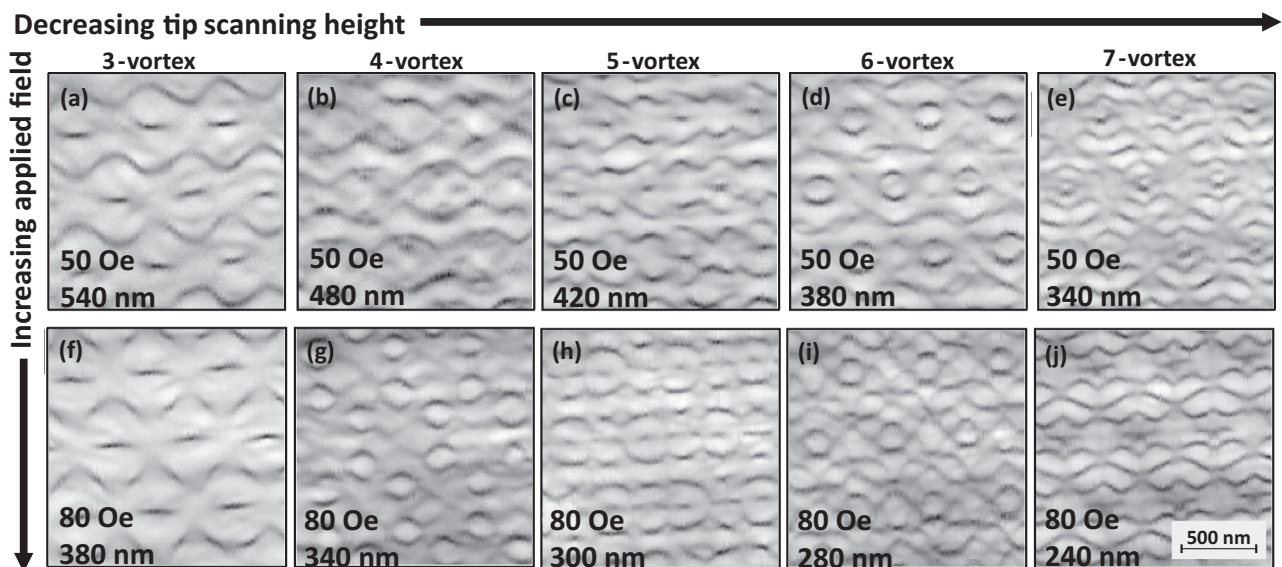 Decreasing tip scanning height
Increasing applied field
3-vortex
4-vortex
5-vortex
6-vortex
7-vortex
(a)
50 Oe
540 nm
(b)
50 Oe
480 nm
(c)
50 Oe
420 nm
(d)
50 Oe
380 nm
(e)
50 Oe
340 nm
(f)
80 Oe
380 nm
(g)
80 Oe
340 nm
(h)
80 Oe
300 nm
(i)
80 Oe
280 nm
(j)
80 Oe
240 nm
500 nm